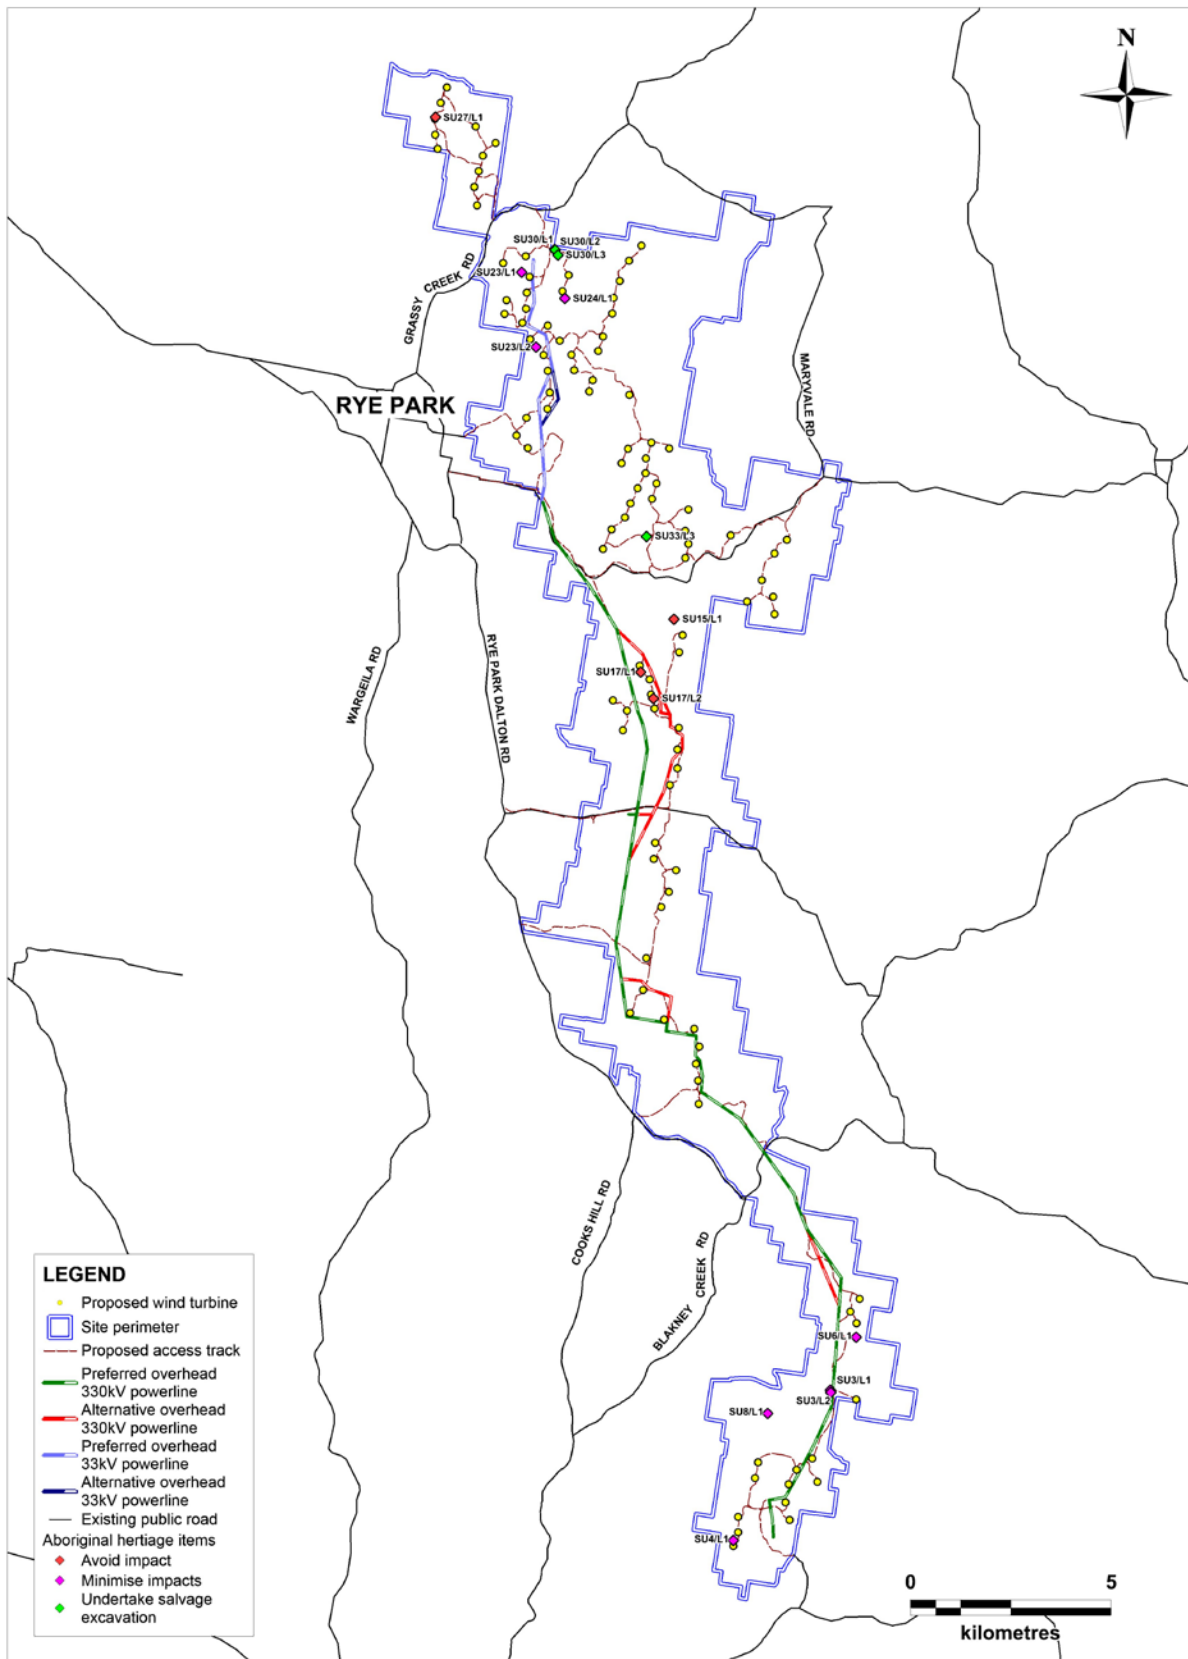 N
SU27/L1
SU30/L1
SU30/L2
SU30/L3
SU23/L1
SU24/L1
GRASSY CREEK RD
SU23/L2
MARYVALE RD
RYE PARK
SU33/L3
SU15/L1
SU17/L1
SU17/L2
WARGEILA RD
RYE PARK DALTON RD
COOKS HILL RD
BLAKNEY CREEK RD
SU6/L1
SU3/L1
SU3/L2
SU8/L1
SU4/L1
LEGEND
Proposed wind turbine
Site perimeter
Proposed access track
Preferred overhead
330kV powerline
Alternative overhead
330kV powerline
Preferred overhead
33kV powerline
Alternative overhead
33kV powerline
Existing public road
Aboriginal hertiage items
Avoid impact
Minimise impacts
Undertake salvage
excavation
0 5
kilometres